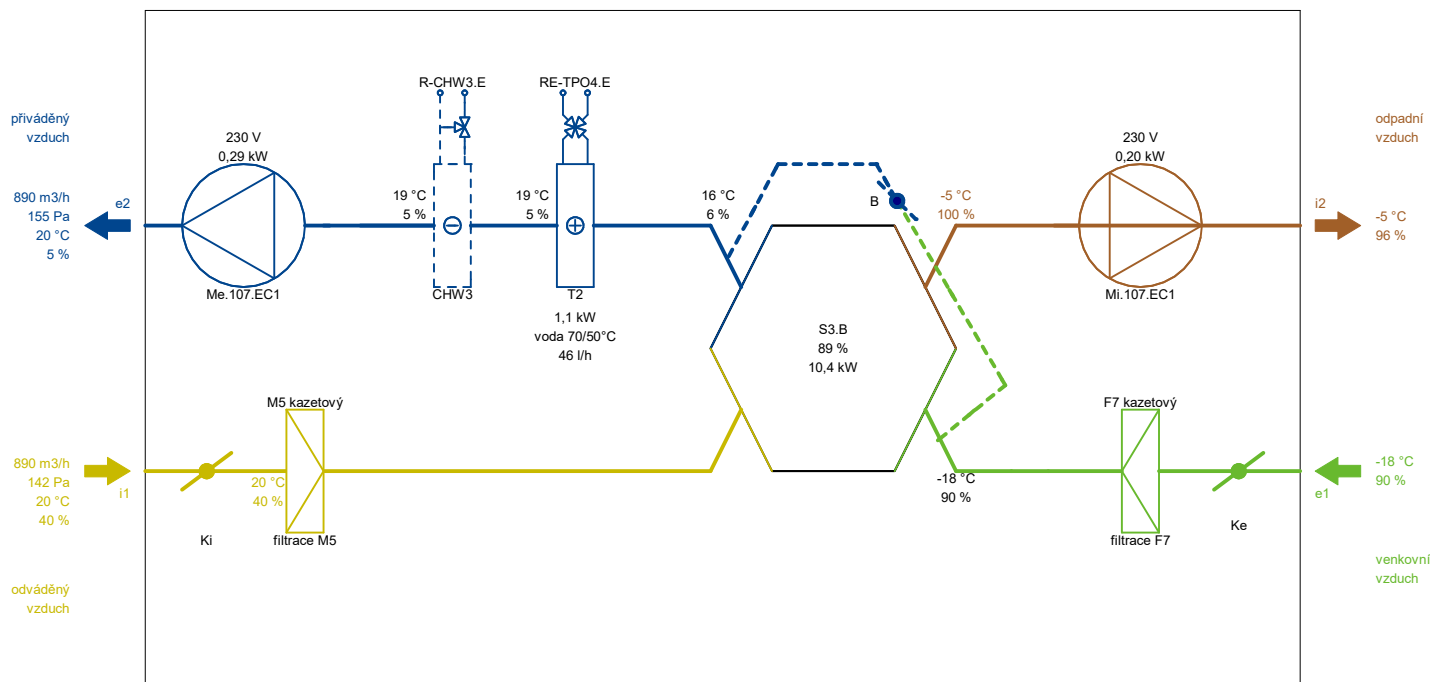 R-CHW3.E
RE-TPO4.E
přiváděný
vzduch
230 V
0,29 kW
230 V
0,20 kW
odpadní
vzduch
890 m3/h
155 Pa
20 °C
5 %
e2
19 °C
5 %
19 °C
5 %
16 °C
6 %
B
-5 °C
100 %
i2
-5 °C
96 %
Me.107.EC1
CHW3
T2
Mi.107.EC1
1,1 kW
voda 70/50°C
46 l/h
S3.B
89 %
10,4 kW
M5 kazetový
F7 kazetový
890 m3/h
142 Pa
20 °C
40 %
i1
20 °C
40 %
-18 °C
90 %
e1
-18 °C
90 %
Ki
filtrace M5
filtrace F7
Ke
odváděný
vzduch
venkovní
vzduch